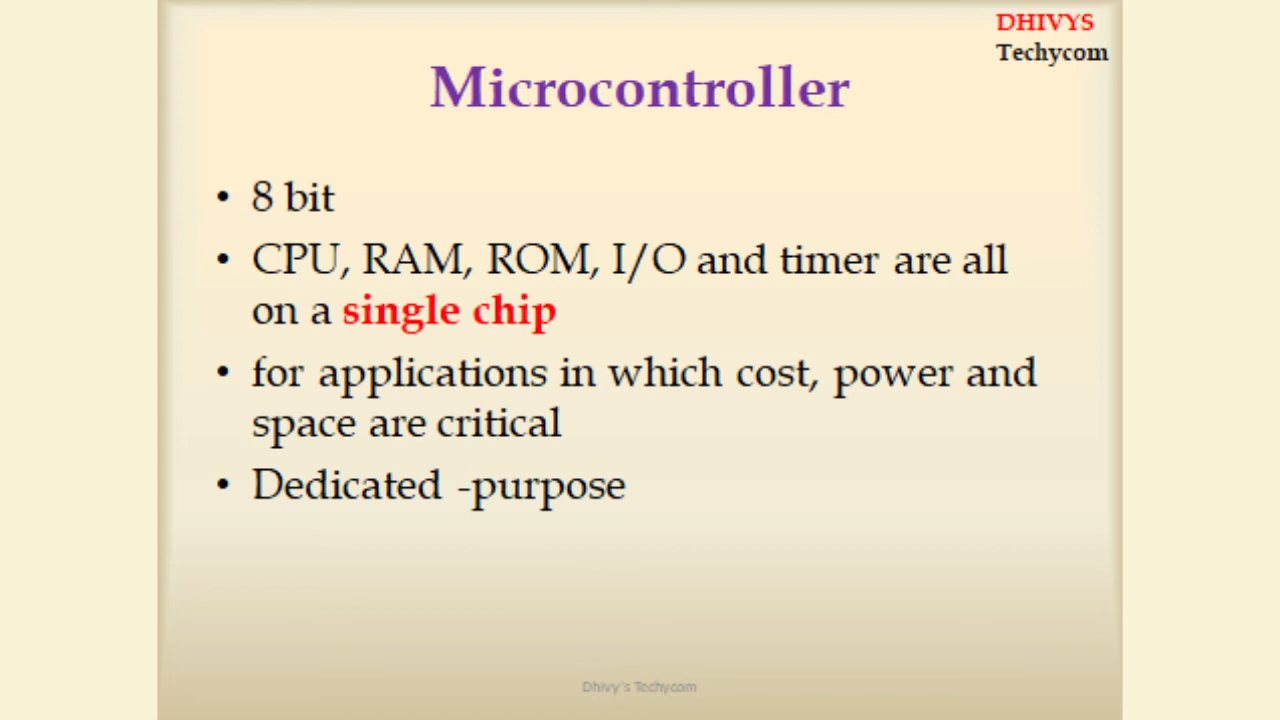 DHIVYS
Techycom
Microcontroller
• 8 bit
• CPU, RAM, ROM, I/O and timer are all
on a single chip
• for applications in which cost, power and
space are critical
• Dedicated -purpose
Dhivy's Techycom